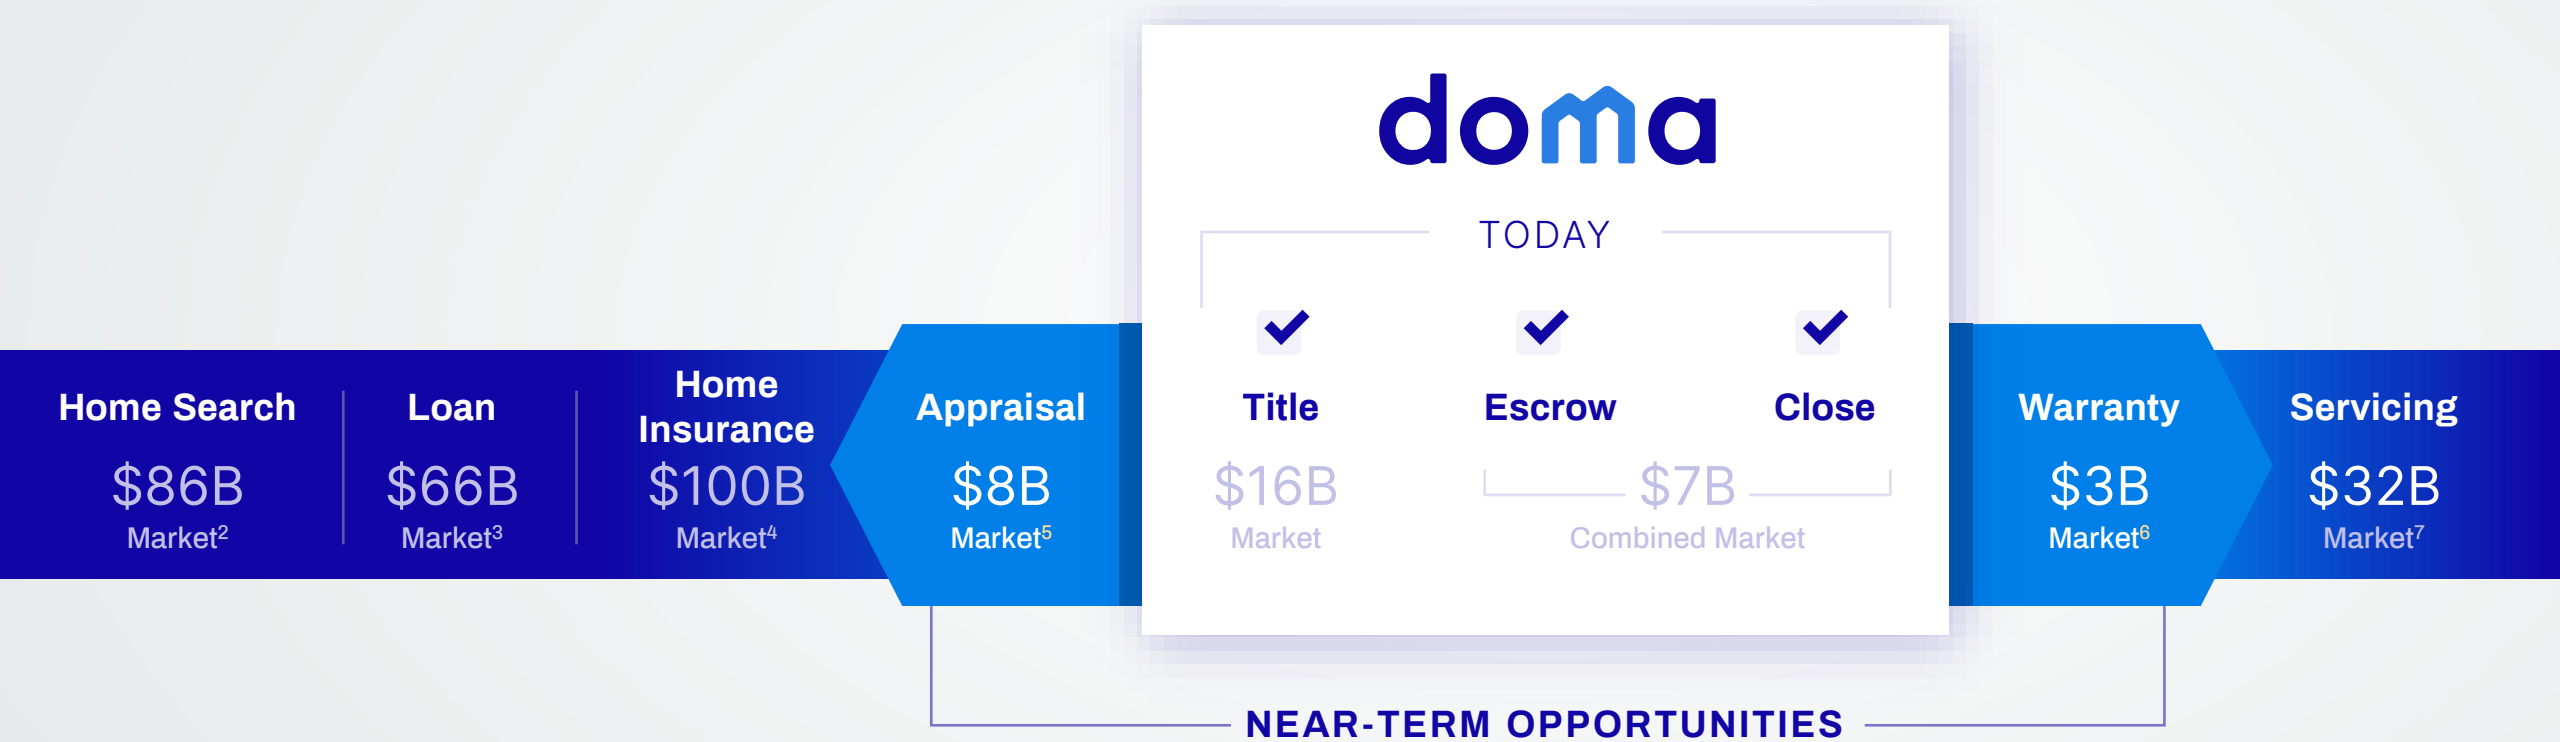 doma
TODAY
Home Search
$86B
Market2
Loan
$66B
Market3
Home
Insurance
$100B
Market4
Appraisal
$8B
Market5
Title
$16B
Market
Escrow
Close
$7B
Combined Market
Warranty
$3B
Market6
Servicing
$32B
Market7
NEAR-TERM OPPORTUNITIES